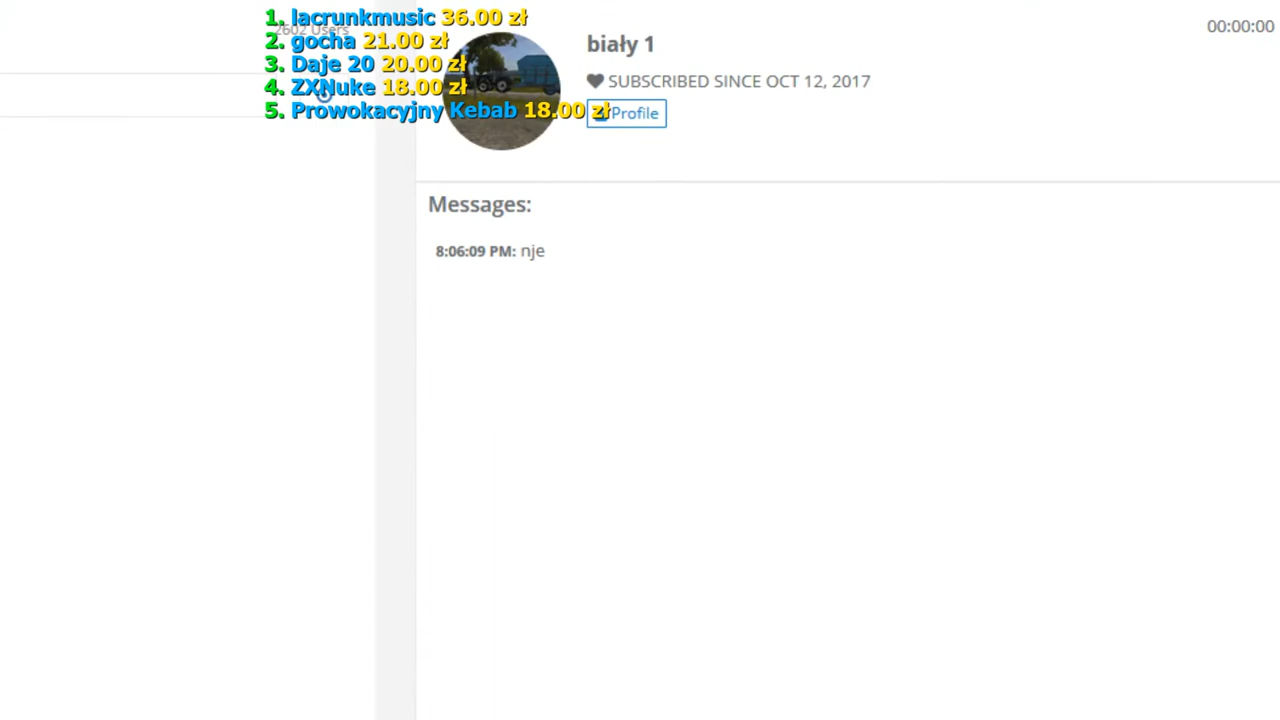 1. lacrunkmusic 36.00 zł
2602 Users
2. gocha 21.00 zł
3. Daje 20 20.00 zł
4. ZXNuke 18.00 zł
5. Prowokacyjny Kebab 18.00 zł
00:00:00
biały 1
SUBSCRIBED SINCE OCT 12, 2017
Profile
Messages:
8:06:09 PM: nje